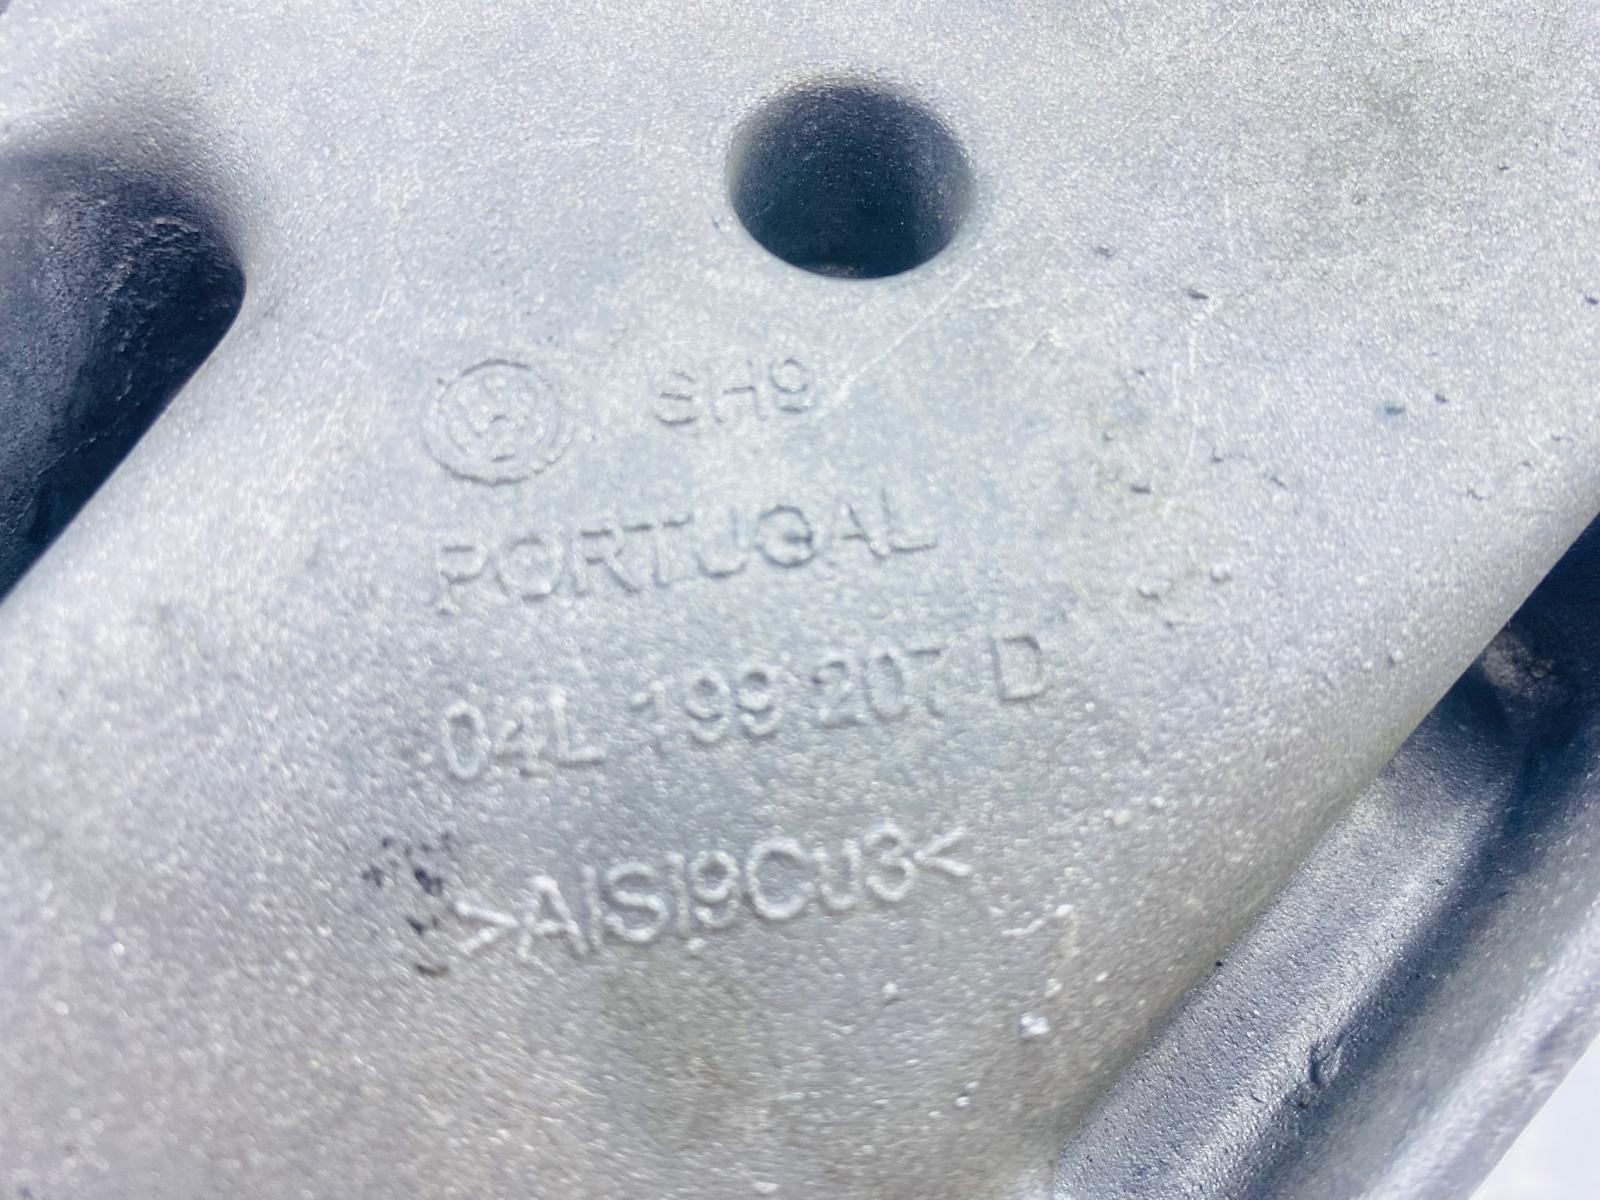 SH9
PORTUGAL
04L 199 207 D
>AlSi9Cu3<